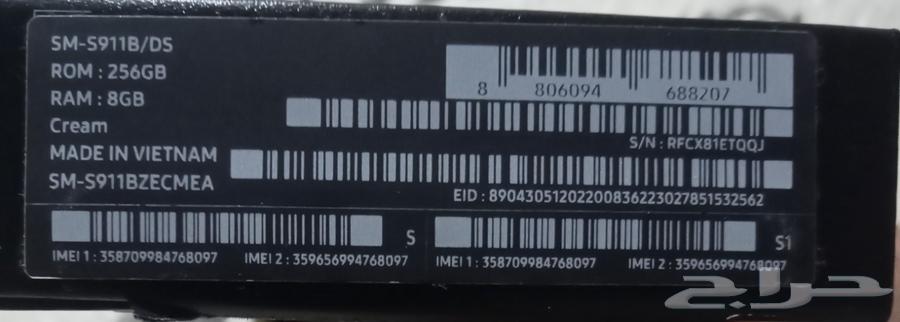 SM-S911B/DS
ROM : 256GB
RAM : 8GB
Cream
MADE IN VIETNAM
SM-S911BZECMEA
8 806094 688207
S/N : RFCX81ETQQJ
EID : 89043051202200836223027851532562
S
IMEI 1 : 358709984768097 IMEI 2 : 359656994768097
S1
IMEI 1 : 358709984768097 IMEI 2 : 359656994768097
حراج